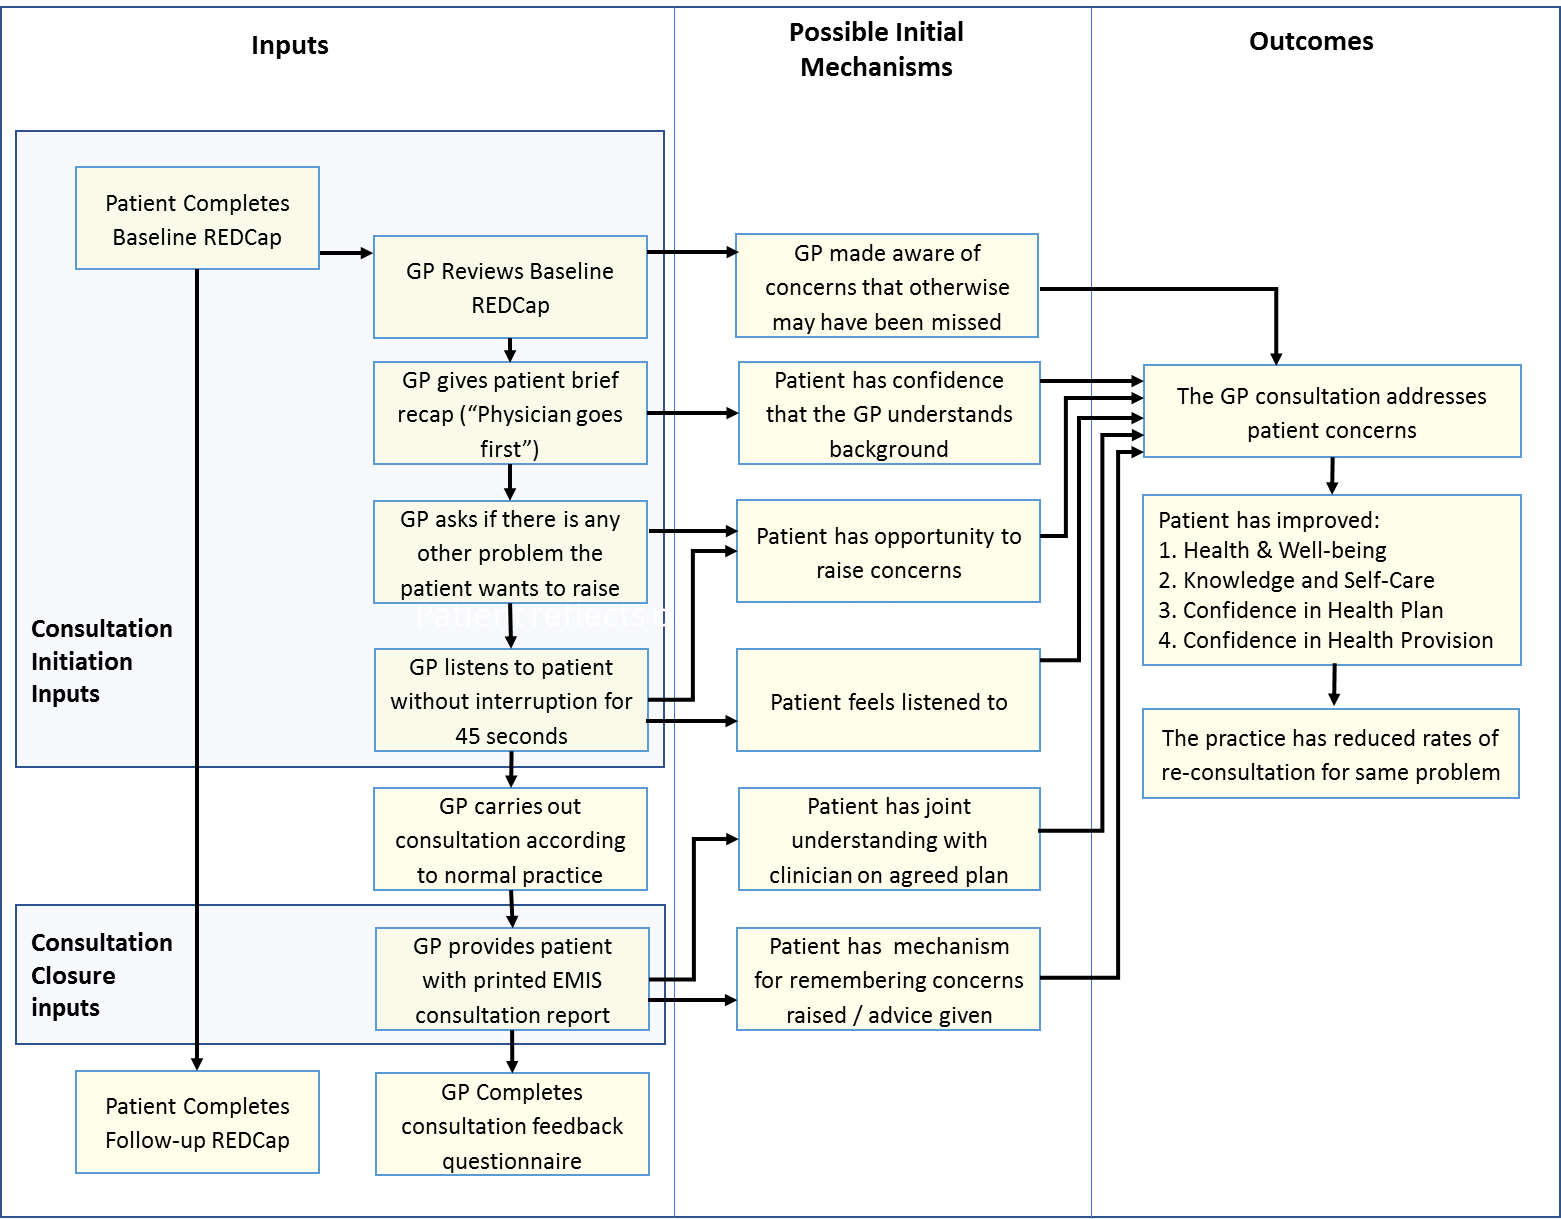 Inputs
Possible Initial
Mechanisms
Outcomes
Patient Completes
Baseline REDCap
GP Reviews Baseline
REDCap
GP made aware of
concerns that otherwise
may have been missed
GP gives patient brief
recap (“Physician goes
first”)
Patient has confidence
that the GP understands
background
The GP consultation addresses
patient concerns
GP asks if there is any
other problem the
patient wants to raise
Patient reflects
Patient has opportunity to
raise concerns
Patient has improved:
1. Health & Well-being
2. Knowledge and Self-Care
3. Confidence in Health Plan
4. Confidence in Health Provision
Consultation
Initiation
Inputs
GP listens to patient
without interruption for
45 seconds
Patient feels listened to
The practice has reduced rates of
re-consultation for same problem
GP carries out
consultation according
to normal practice
Patient has joint
understanding with
clinician on agreed plan
Consultation
Closure
inputs
GP provides patient
with printed EMIS
consultation report
Patient has  mechanism
for remembering concerns
raised / advice given
Patient Completes
Follow-up REDCap
GP Completes
consultation feedback
questionnaire